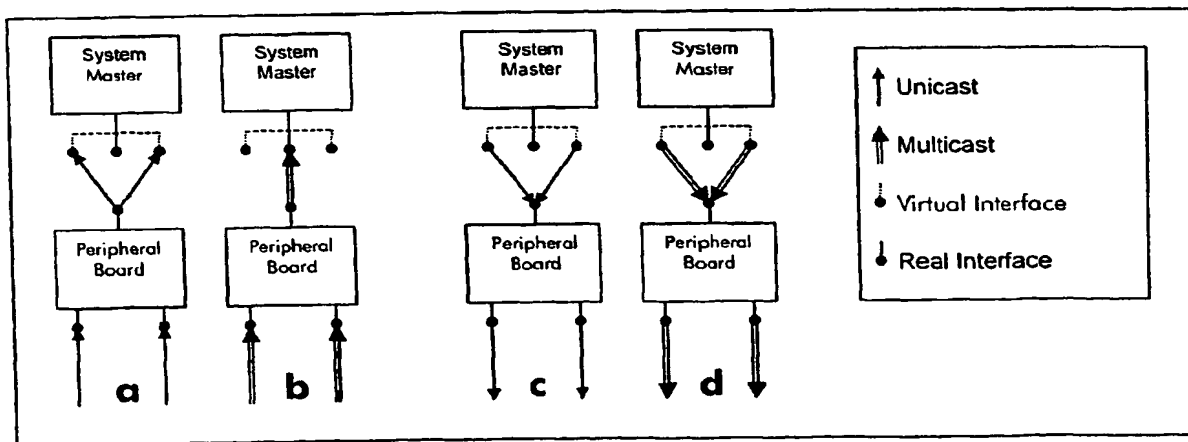 System
Master
Peripheral
Board
a
System
Master
Peripheral
Board
b
System
Master
Peripheral
Board
c
System
Master
Peripheral
Board
d
Unicast
Multicast
Virtual Interface
Real Interface